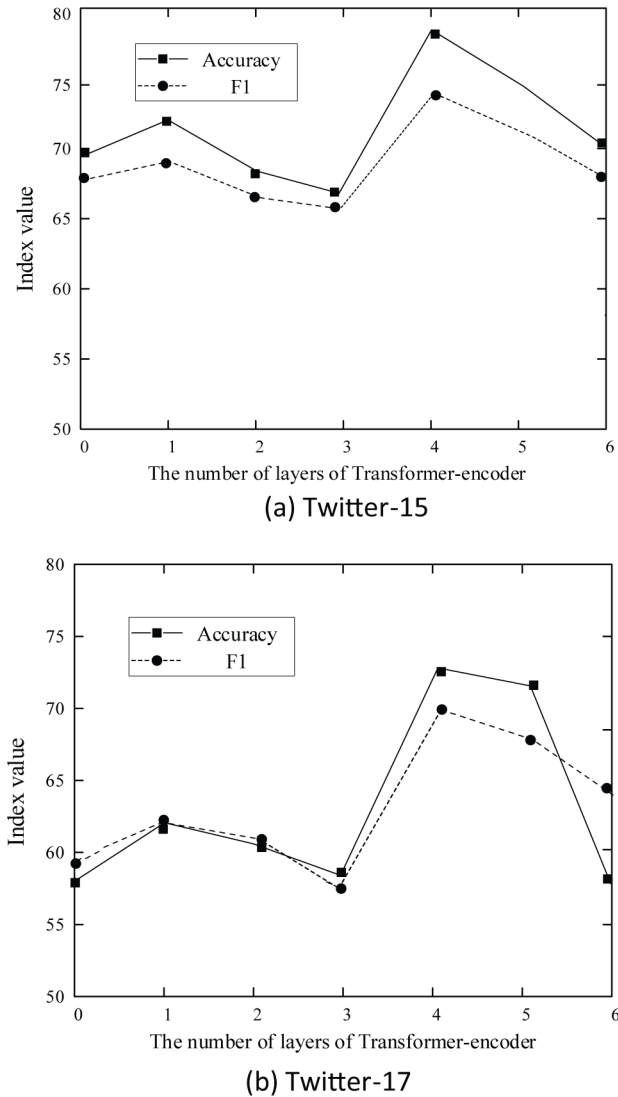 80
75
70
65
60
55
50
Index value
Accuracy
F1
0 1 2 3 4 5 6
The number of layers of Transformer-encoder
(a) Twitter-15
80
75
70
65
60
55
50
Index value
Accuracy
F1
0 1 2 3 4 5 6
The number of layers of Transformer-encoder
(b) Twitter-17